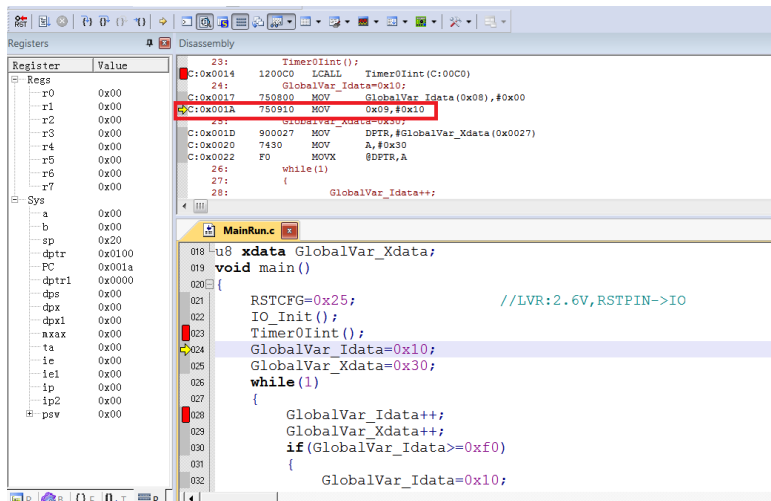 RST
Registers
Disassembly
Register Value
Regs
r0 0x00
r1 0x00
r2 0x00
r3 0x00
r4 0x00
r5 0x00
r6 0x00
r7 0x00
Sys
a 0x00
b 0x00
sp 0x20
dptr 0x0100
PC 0x001a
dptr1 0x0000
dps 0x00
dpx 0x00
dpx1 0x00
mxax 0x00
ta 0x00
ie 0x00
ie1 0x00
ip 0x00
ip2 0x00
psw 0x00
23: Timer0Iint();
C:0x0014 1200C0 LCALL Timer0Iint(C:00C0)
24: GlobalVar_Idata=0x10;
C:0x0017 750800 MOV GlobalVar_Idata(0x08),#0x00
C:0x001A 750910 MOV 0x09,#0x10
25: GlobalVar_Xdata=0x30;
C:0x001D 900027 MOV DPTR,#GlobalVar_Xdata(0x0027)
C:0x0020 7430 MOV A,#0x30
C:0x0022 F0 MOVX @DPTR,A
26: while(1)
27: {
28: GlobalVar_Idata++;
MainRun.c
018 u8 xdata GlobalVar_Xdata;
019 void main()
020 {
021 RSTCFG=0x25; //LVR:2.6V,RSTPIN->IO
022 IO_Init();
023 Timer0Iint();
024 GlobalVar_Idata=0x10;
025 GlobalVar_Xdata=0x30;
026 while(1)
027 {
028 GlobalVar_Idata++;
029 GlobalVar_Xdata++;
030 if(GlobalVar_Idata>=0xf0)
031 {
032 GlobalVar_Idata=0x10;